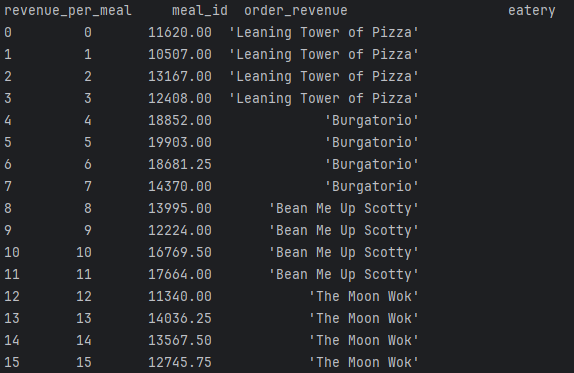 revenue_per_meal meal_id order_revenue eatery
0 0 11620.00 'Leaning Tower of Pizza'
1 1 10507.00 'Leaning Tower of Pizza'
2 2 13167.00 'Leaning Tower of Pizza'
3 3 12408.00 'Leaning Tower of Pizza'
4 4 18852.00 'Burgatorio'
5 5 19903.00 'Burgatorio'
6 6 18681.25 'Burgatorio'
7 7 14370.00 'Burgatorio'
8 8 13995.00 'Bean Me Up Scotty'
9 9 12224.00 'Bean Me Up Scotty'
10 10 16769.50 'Bean Me Up Scotty'
11 11 17664.00 'Bean Me Up Scotty'
12 12 11340.00 'The Moon Wok'
13 13 14036.25 'The Moon Wok'
14 14 13567.50 'The Moon Wok'
15 15 12745.75 'The Moon Wok'